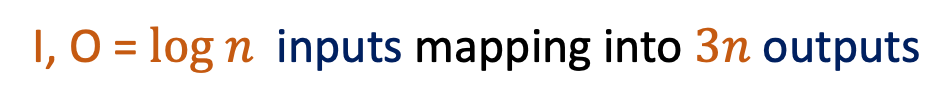 I, O = log n inputs mapping into 3n outputs